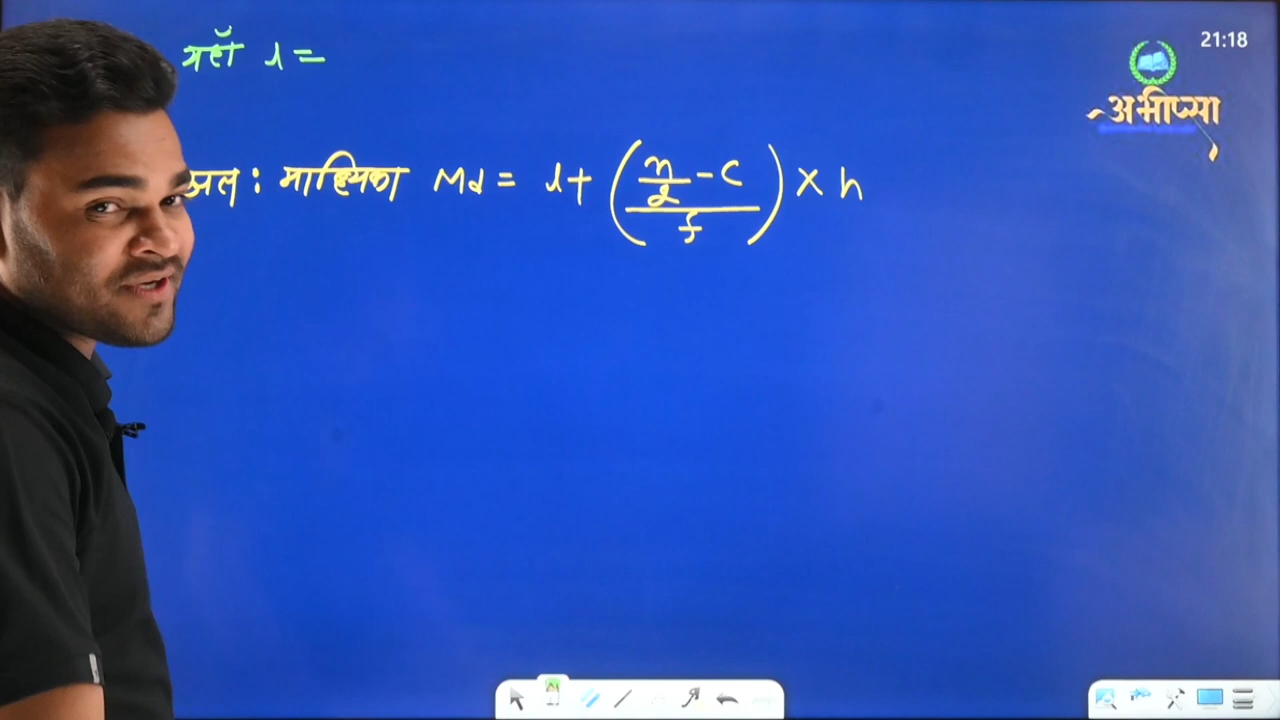 21:18
अभीप्सा
यहाँ l =
अतः माध्यिका Md = l + ((n/2 - C)/f) × h